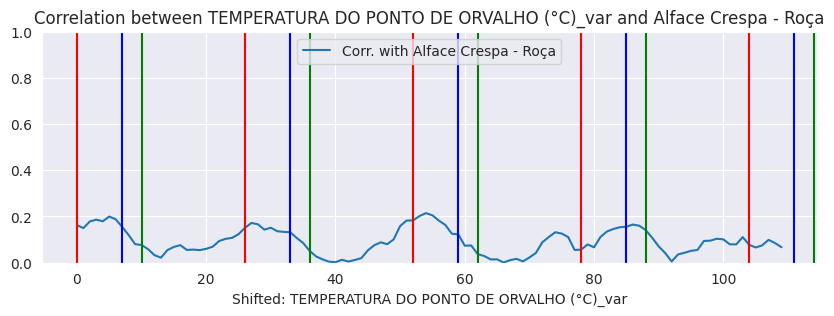 Correlation between TEMPERATURA DO PONTO DE ORVALHO (°C)_var and Alface Crespa - Roça
Corr. with Alface Crespa - Roça
1.0
0.8
0.6
0.4
0.2
0.0
0 20 40 60 80 100
Shifted: TEMPERATURA DO PONTO DE ORVALHO (°C)_var